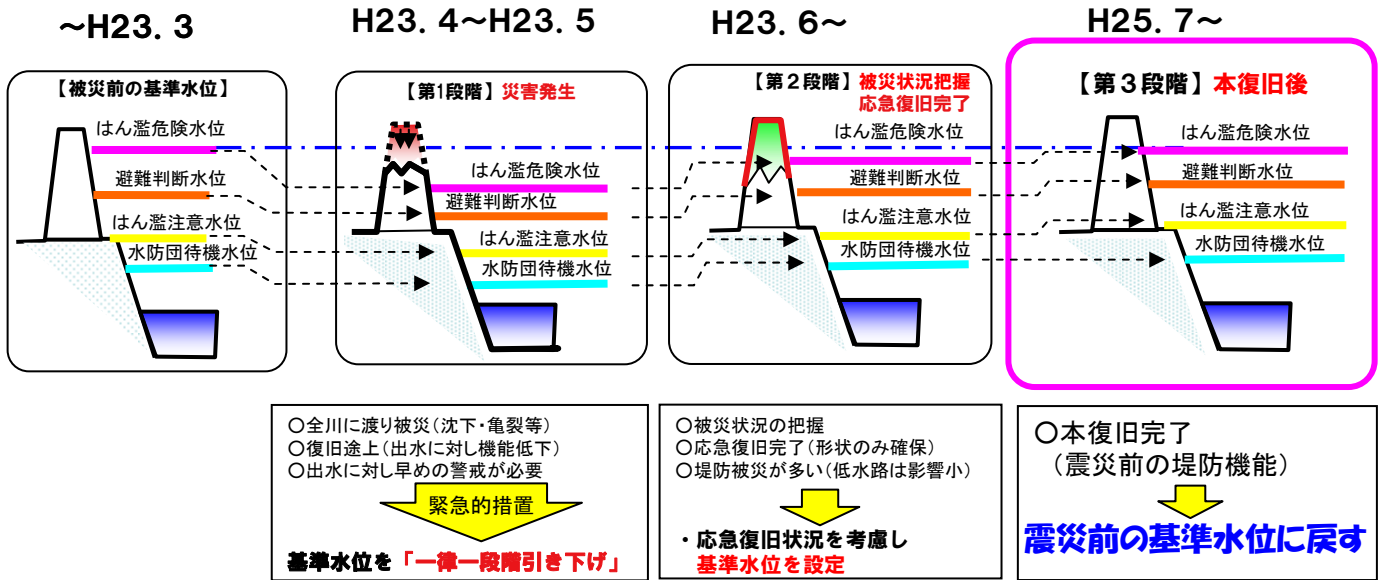 ～H23.3
H23.4～H23.5
H23.6～
H25.7～
【被災前の基準水位】
はん濫危険水位
避難判断水位
はん濫注意水位
水防団待機水位
【第1段階】災害発生
はん濫危険水位
避難判断水位
はん濫注意水位
水防団待機水位
【第2段階】被災状況把握
応急復旧完了
はん濫危険水位
避難判断水位
はん濫注意水位
水防団待機水位
【第3段階】本復旧後
はん濫危険水位
避難判断水位
はん濫注意水位
水防団待機水位
○全川に渡り被災(沈下・亀裂等)
○復旧途上(出水に対し機能低下)
○出水に対し早めの警戒が必要
緊急的措置
基準水位を「一律一段階引き下げ」
○被災状況の把握
○応急復旧完了(形状のみ確保)
○堤防被災が多い(低水路は影響小)
・応急復旧状況を考慮し
基準水位を設定
○本復旧完了
(震災前の堤防機能)
震災前の基準水位に戻す